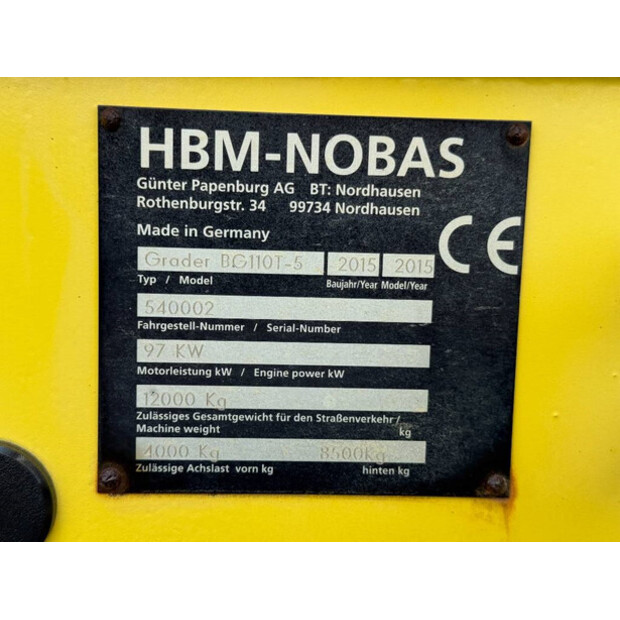 HBM-NOBAS
Günter Papenburg AG BT: Nordhausen
Rothenburgstr. 34 99734 Nordhausen
Made in Germany
CE
Grader BG110T-5 2015 2015
Typ / Model Baujahr/Year Model/Year
540002
Fahrgestell-Nummer / Serial-Number
97 KW
Motorleistung kW / Engine power kW
12000 Kg
Zulässiges Gesamtgewicht für den Straßenverkehr/
Machine weight kg
4000 Kg 8500Kg
Zulässige Achslast vorn kg hinten kg